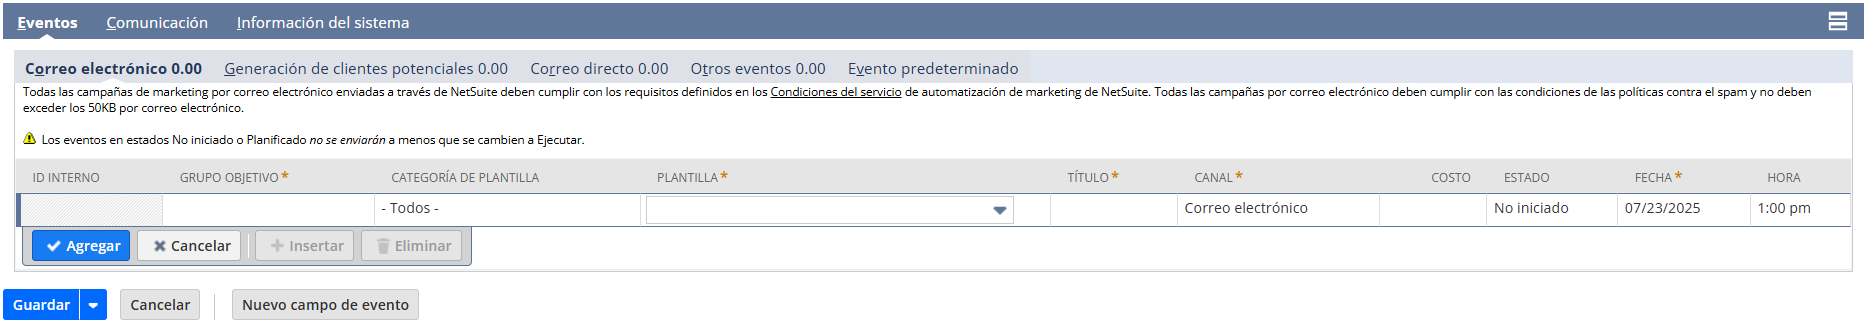 Eventos Comunicación Información del sistema
Correo electrónico 0.00 Generación de clientes potenciales 0.00 Correo directo 0.00 Otros eventos 0.00 Evento predeterminado
Todas las campañas de marketing por correo electrónico enviadas a través de NetSuite deben cumplir con los requisitos definidos en los Condiciones del servicio de automatización de marketing de NetSuite. Todas las campañas por correo electrónico deben cumplir con las condiciones de las políticas contra el spam y no deben
exceder los 50KB por correo electrónico.
Los eventos en estados No iniciado o Planificado no se enviarán a menos que se cambien a Ejecutar.
ID INTERNO GRUPO OBJETIVO* CATEGORÍA DE PLANTILLA PLANTILLA* TÍTULO* CANAL* COSTO ESTADO FECHA* HORA
- Todos - Correo electrónico No iniciado 07/23/2025 1:00 pm
Agregar Cancelar Insertar Eliminar
Guardar Cancelar Nuevo campo de evento